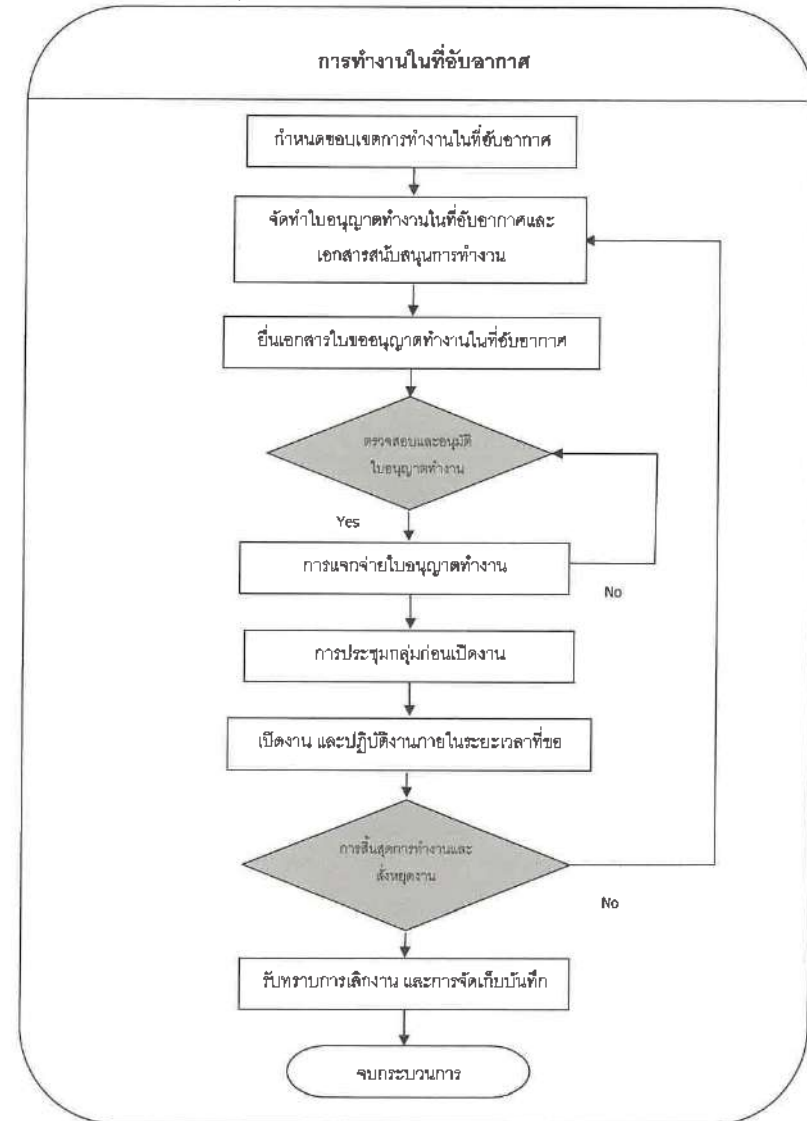 การทำงานในที่อับอากาศ
กำหนดขอบเขตการทำงานในที่อับอากาศ
จัดทำใบอนุญาตทำงานในที่อับอากาศและ
เอกสารสนับสนุนการทำงาน
ยื่นเอกสารใบขออนุญาตทำงานในที่อับอากาศ
ตรวจสอบและอนุมัติ
ใบอนุญาตทำงาน
Yes
การแจกจ่ายใบอนุญาตทำงาน
No
การประชุมกลุ่มก่อนเปิดงาน
เปิดงาน และปฏิบัติงานภายในระยะเวลาที่ขอ
การสิ้นสุดการทำงานและ
สั่งหยุดงาน
No
รับทราบการเลิกงาน และการจัดเก็บบันทึก
จบกระบวนการ